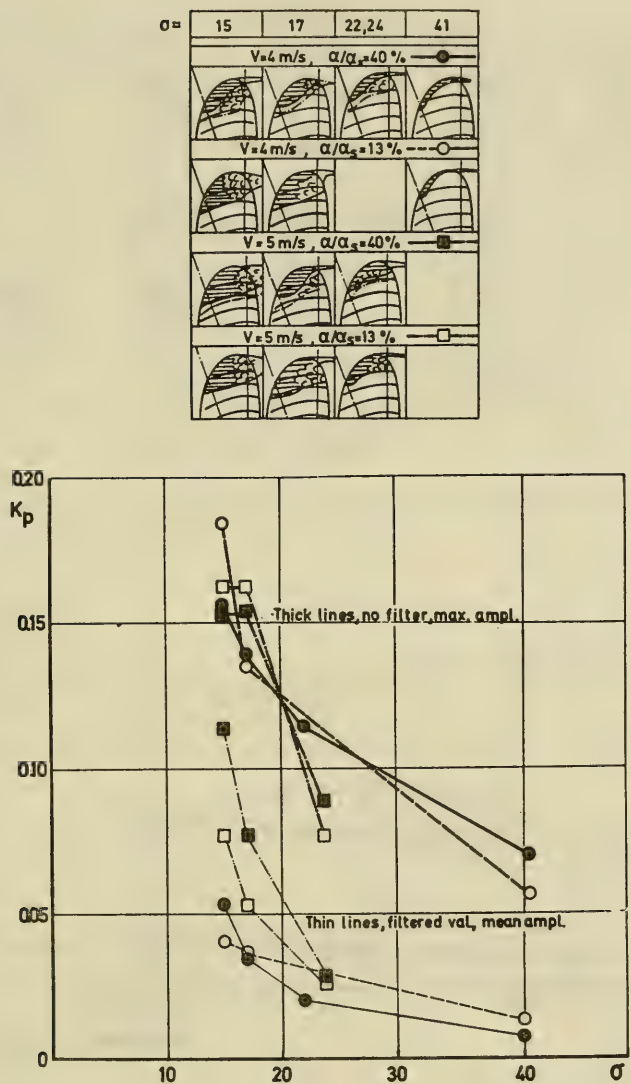 σ= 15 17 22,24 41
V=4 m/s, α/αs=40%
V=4 m/s, α/αs=13%
V=5 m/s, α/αs=40%
V=5 m/s, α/αs=13%
0.20
Kp
0.15
Thick lines, no filter, max. ampl.
0.10
0.05
Thin lines, filtered val, mean ampl.
0
10 20 30 40 σ